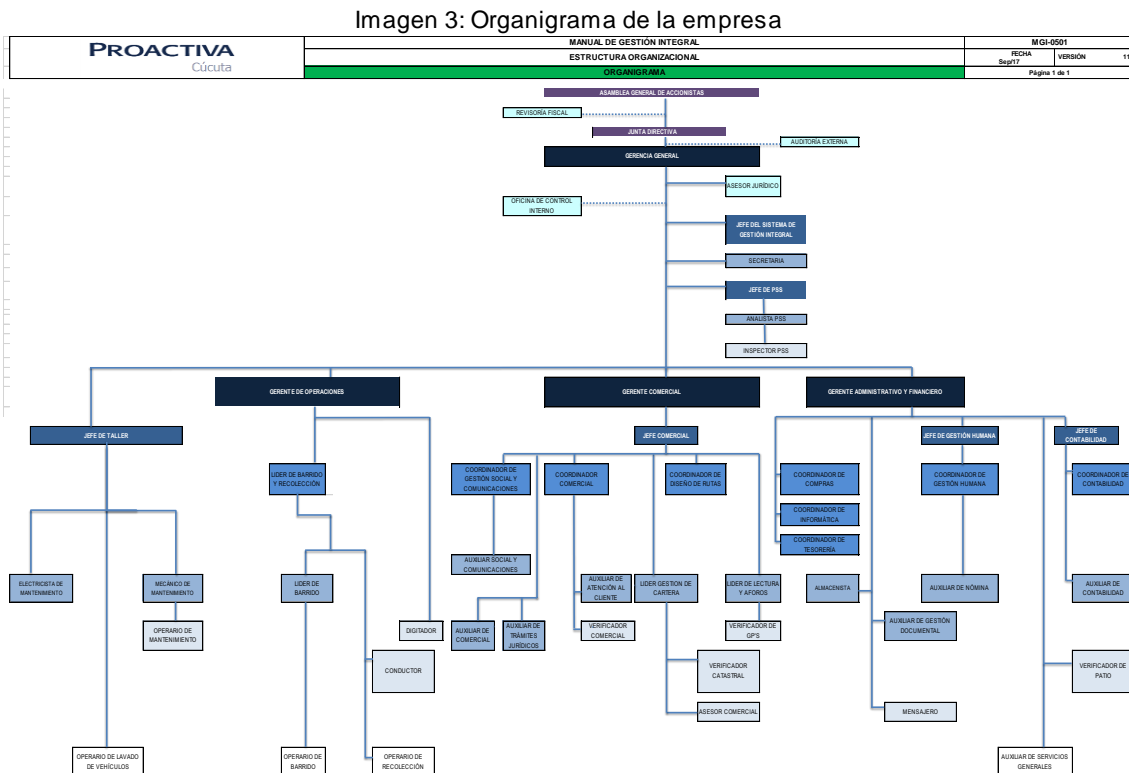 Imagen 3: Organigrama de la empresa
PROACTIVA
Cúcuta
MANUAL DE GESTIÓN INTEGRAL
ESTRUCTURA ORGANIZACIONAL
ORGANIGRAMA
MGI-0501
FECHA
Sep/17
VERSIÓN 11
Página 1 de 1
ASAMBLEA GENERAL DE ACCIONISTAS
REVISORÍA FISCAL
JUNTA DIRECTIVA
AUDITORÍA EXTERNA
GERENCIA GENERAL
ASESOR JURÍDICO
OFICINA DE CONTROL
INTERNO
JEFE DEL SISTEMA DE
GESTIÓN INTEGRAL
SECRETARIA
JEFE DE PSS
ANALISTA PSS
INSPECTOR PSS
GERENTE DE OPERACIONES
GERENTE COMERCIAL
GERENTE ADMINISTRATIVO Y FINANCIERO
JEFE DE TALLER
JEFE COMERCIAL
JEFE DE GESTIÓN HUMANA
JEFE DE
CONTABILIDAD
LIDER DE BARRIDO
Y RECOLECCIÓN
COORDINADOR DE
GESTIÓN SOCIAL Y
COMUNICACIONES
COORDINADOR
COMERCIAL
COORDINADOR DE
DISEÑO DE RUTAS
COORDINADOR DE
COMPRAS
COORDINADOR DE
GESTIÓN HUMANA
COORDINADOR DE
CONTABILIDAD
COORDINADOR DE
INFORMÁTICA
COORDINADOR DE
TESORERÍA
AUXILIAR SOCIAL Y
COMUNICACIONES
ELECTRICISTA DE
MANTENIMIENTO
MECÁNICO DE
MANTENIMIENTO
LIDER DE
BARRIDO
AUXILIAR DE
ATENCIÓN AL
CLIENTE
LIDER GESTION DE
CARTERA
LIDER DE LECTURA
Y AFOROS
ALMACENISTA
AUXILIAR DE NÓMINA
AUXILIAR DE
CONTABILIDAD
OPERARIO DE
MANTENIMIENTO
DIGITADOR
AUXILIAR DE
COMERCIAL
AUXILIAR DE
TRÁMITES
JURÍDICOS
VERIFICADOR
COMERCIAL
VERIFICADOR DE
GP'S
AUXILIAR DE GESTIÓN
DOCUMENTAL
CONDUCTOR
VERIFICADOR
CATASTRAL
VERIFICADOR DE
PATIO
ASESOR COMERCIAL
MENSAJERO
OPERARIO DE LAVADO
DE VEHÍCULOS
OPERARIO DE
BARRIDO
OPERARIO DE
RECOLECCIÓN
AUXILIAR DE SERVICIOS
GENERALES